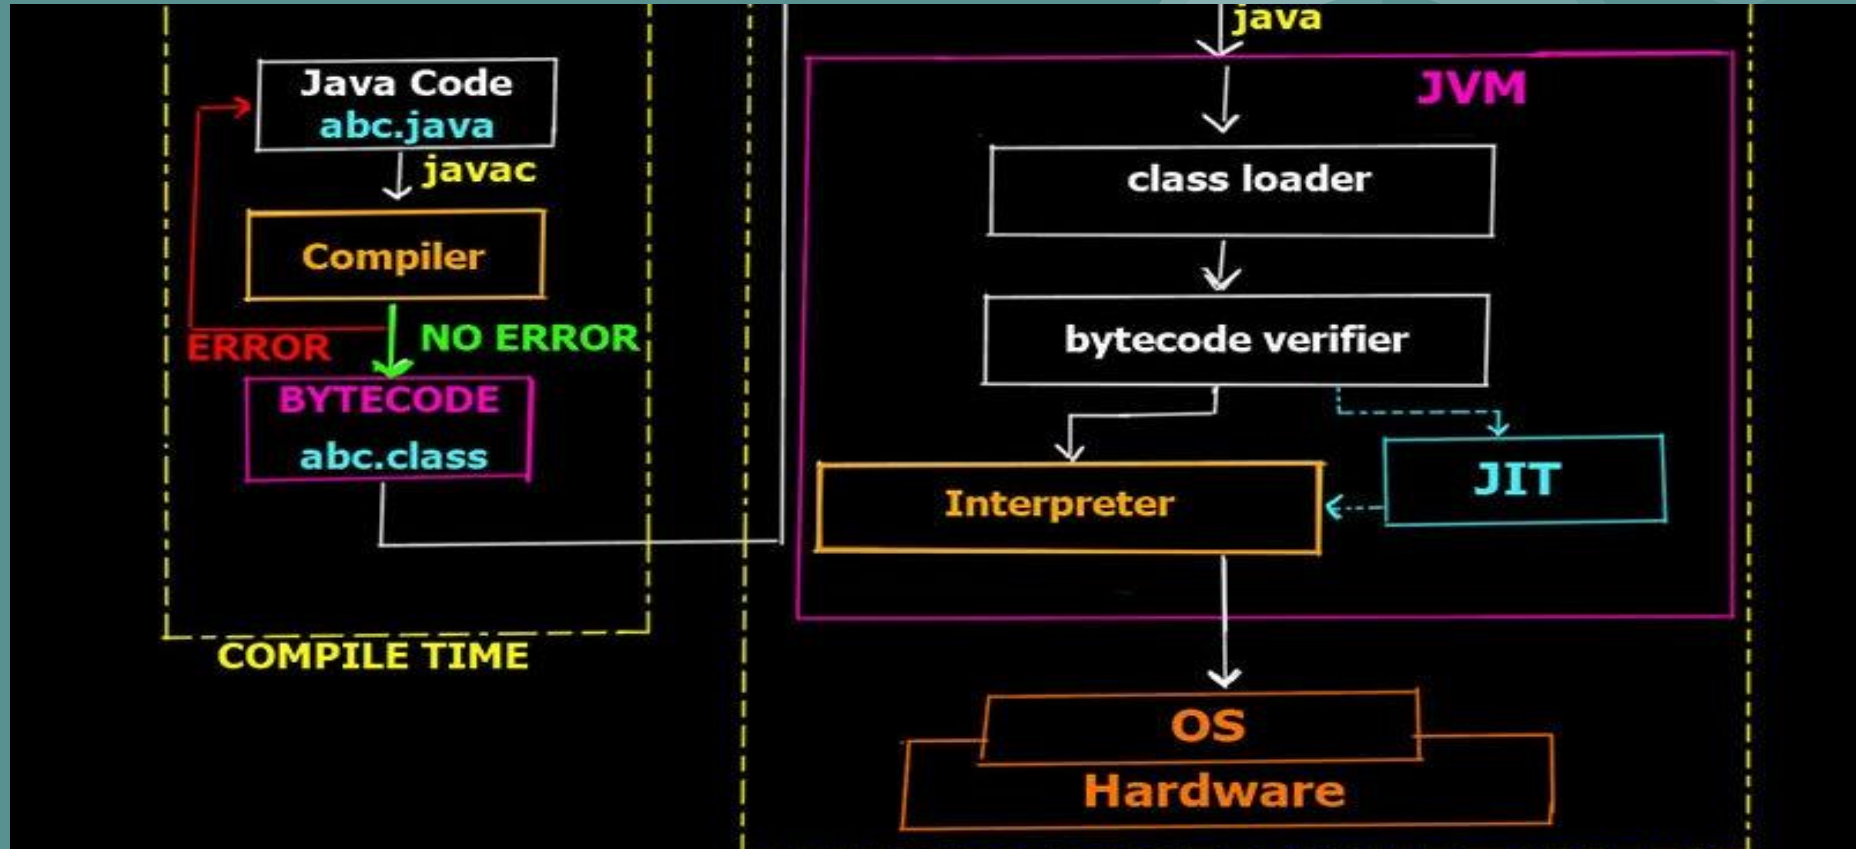 Java Code
abc.java
javac
Compiler
ERROR
NO ERROR
BYTECODE
abc.class
COMPILE TIME
java
JVM
class loader
bytecode verifier
Interpreter
JIT
OS
Hardware